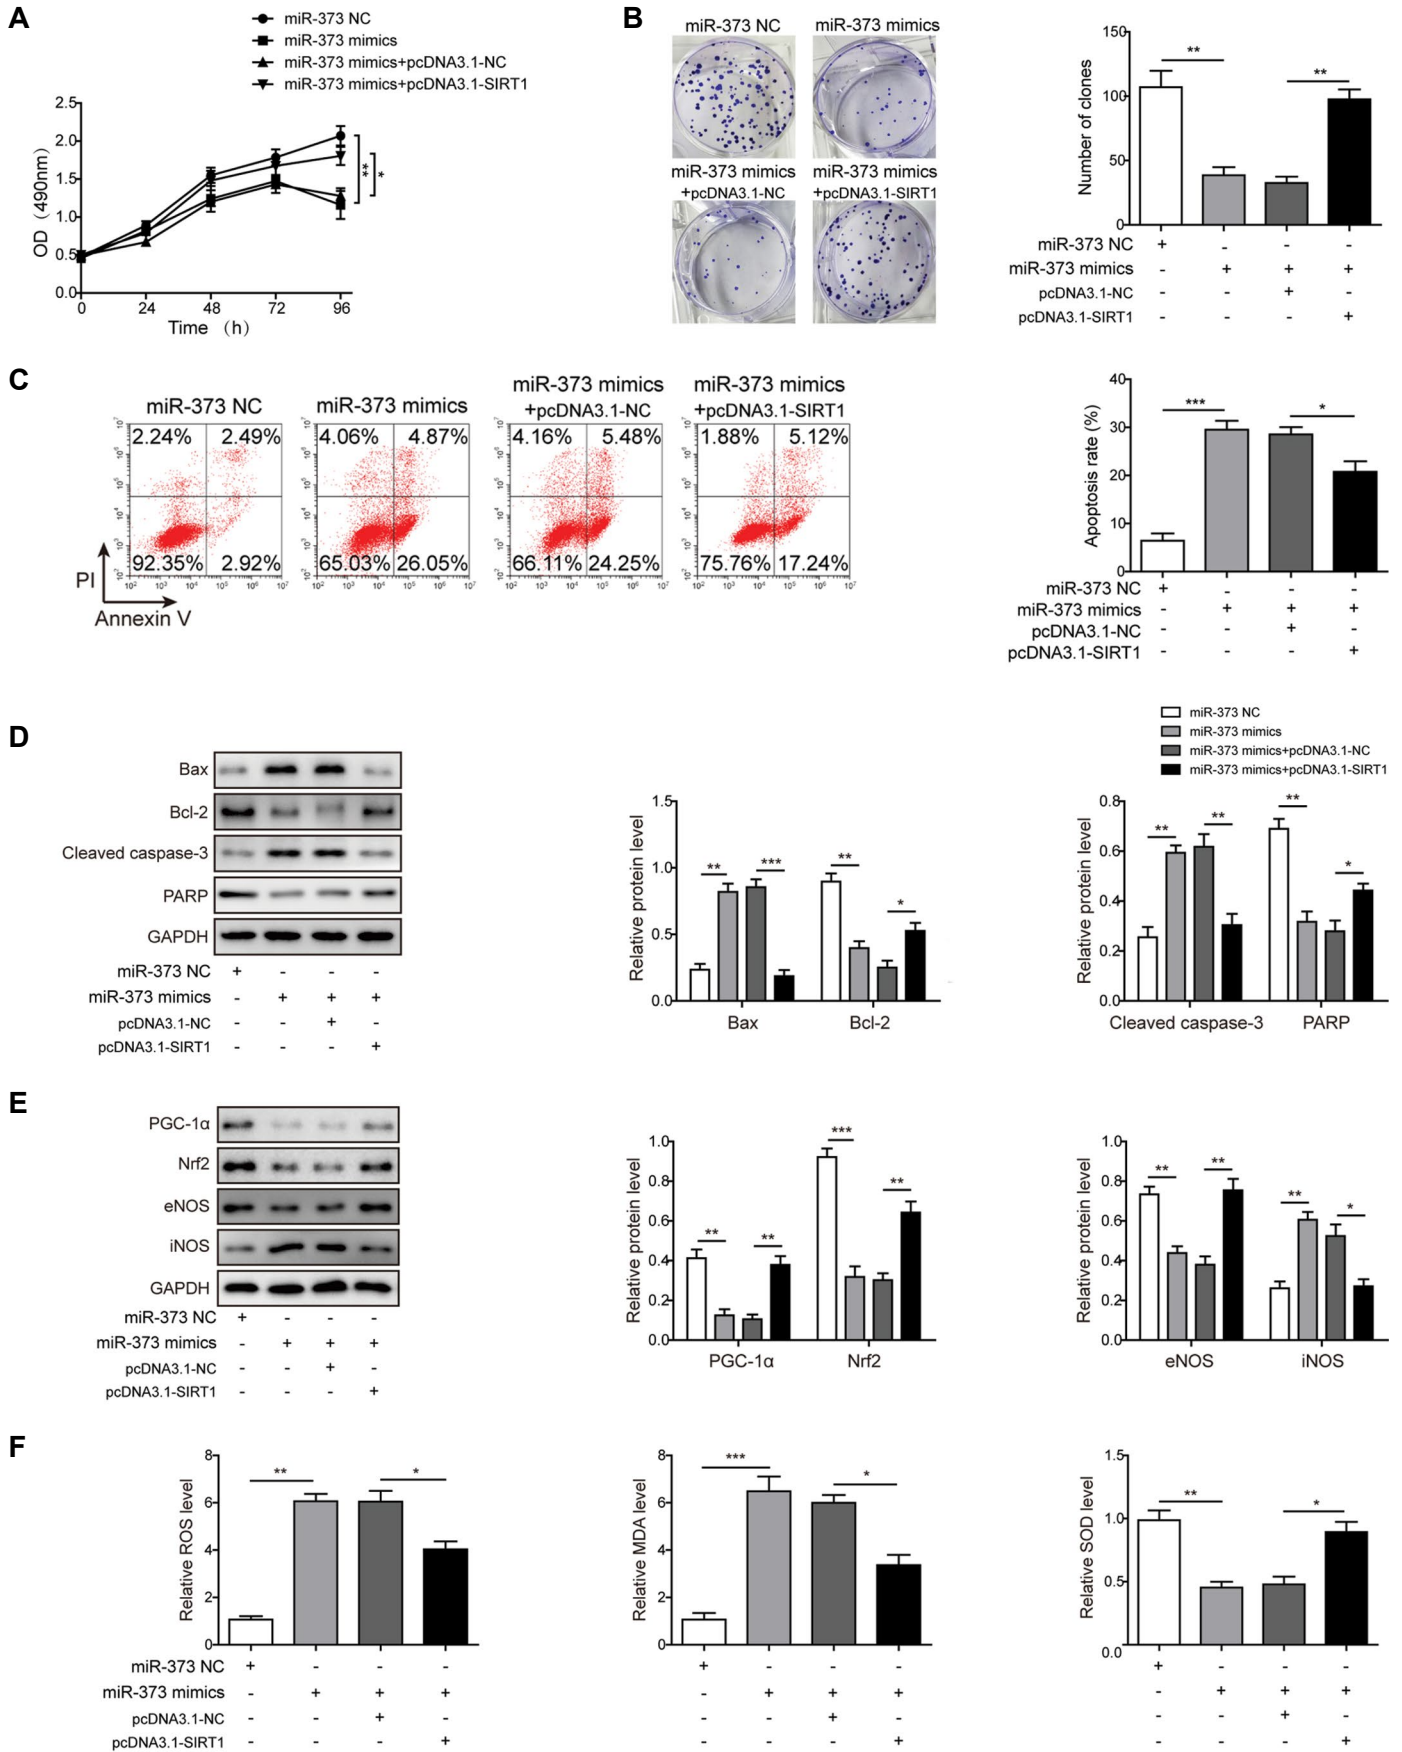 A
miR-373 NC
miR-373 mimics
miR-373 mimics+pcDNA3.1-NC
miR-373 mimics+pcDNA3.1-SIRT1
OD (490nm)
2.5
2.0
1.5
1.0
0.5
0.0
0 24 48 72 96
Time (h)
**
*
B
miR-373 NC miR-373 mimics
miR-373 mimics miR-373 mimics
+pcDNA3.1-NC +pcDNA3.1-SIRT1
Number of clones
150
100
50
0
** **
miR-373 NC + - - -
miR-373 mimics - + + +
pcDNA3.1-NC - - + -
pcDNA3.1-SIRT1 - - - +
C
miR-373 NC
miR-373 mimics
miR-373 mimics
+pcDNA3.1-NC
miR-373 mimics
+pcDNA3.1-SIRT1
2.24% 2.49% 4.06% 4.87% 4.16% 5.48% 1.88% 5.12%
92.35% 2.92% 65.03% 26.05% 66.11% 24.25% 75.76% 17.24%
PI
Annexin V
Apoptosis rate (%)
40
30
20
10
0
*** *
miR-373 NC + - - -
miR-373 mimics - + + +
pcDNA3.1-NC - - + -
pcDNA3.1-SIRT1 - - - +
D
Bax
Bcl-2
Cleaved caspase-3
PARP
GAPDH
miR-373 NC + - - -
miR-373 mimics - + + +
pcDNA3.1-NC - - + -
pcDNA3.1-SIRT1 - - - +
Relative protein level
1.5
1.0
0.5
0.0
** *** ** *
Bax Bcl-2
miR-373 NC
miR-373 mimics
miR-373 mimics+pcDNA3.1-NC
miR-373 mimics+pcDNA3.1-SIRT1
Relative protein level
0.8
0.6
0.4
0.2
0.0
** ** ** *
Cleaved caspase-3 PARP
E
PGC-1α
Nrf2
eNOS
iNOS
GAPDH
miR-373 NC + - - -
miR-373 mimics - + + +
pcDNA3.1-NC - - + -
pcDNA3.1-SIRT1 - - - +
Relative protein level
1.0
0.8
0.6
0.4
0.2
0.0
** ** *** **
PGC-1α Nrf2
Relative protein level
1.0
0.8
0.6
0.4
0.2
0.0
** ** ** *
eNOS iNOS
F
Relative ROS level
8
6
4
2
0
** *
miR-373 NC + - - -
miR-373 mimics - + + +
pcDNA3.1-NC - - + -
pcDNA3.1-SIRT1 - - - +
Relative MDA level
8
6
4
2
0
*** *
+ - - -
- + + +
- - + -
- - - +
Relative SOD level
1.5
1.0
0.5
0.0
** *
+ - - -
- + + +
- - + -
- - - +